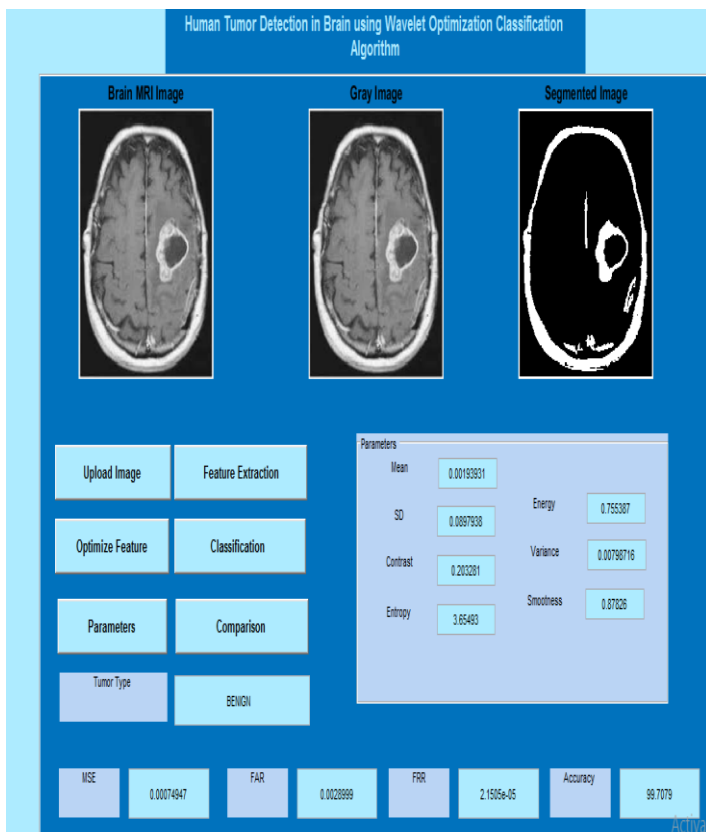 Human Tumor Detection in Brain using Wavelet Optimization Classification
Algorithm
Brain MRI Image
Gray Image
Segmented Image
Upload Image
Feature Extraction
Optimize Feature
Classification
Parameters
Comparison
Tumor Type
BENIGN
Parameters
Mean
0.00193931
SD
0.0897938
Contrast
0.203281
Entropy
3.65493
Energy
0.755387
Variance
0.00798716
Smootness
0.87826
MSE
0.00074947
FAR
0.0028999
FRR
2.1505e-05
Accuracy
99.7079
Activa